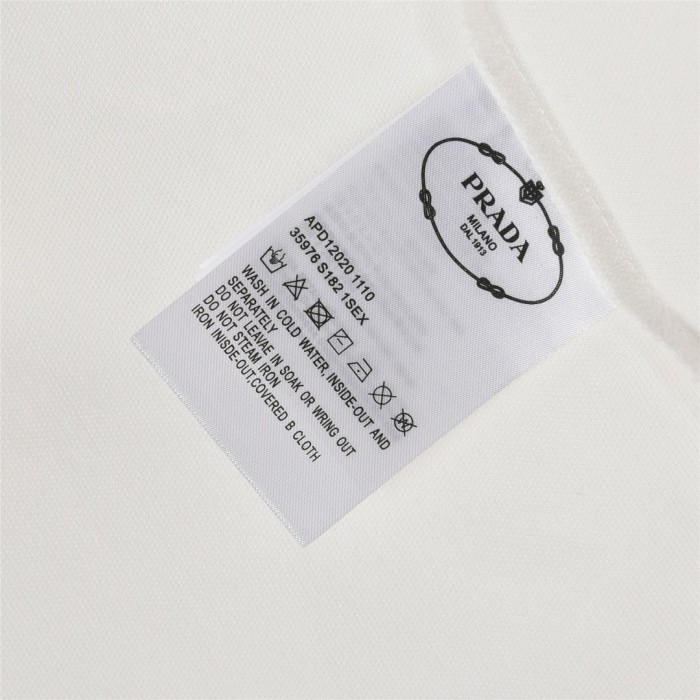 PRADA
MILANO
DAL 1913
APD12020 1110
35976 S182 1SEX
WASH IN COLD WATER, INSIDE-OUT AND
SEPARATELY
DO NOT LEAVAE IN SOAK OR WRING OUT
DO NOT STEAM IRON
IRON INISDE-OUT,COVERED B CLOTH